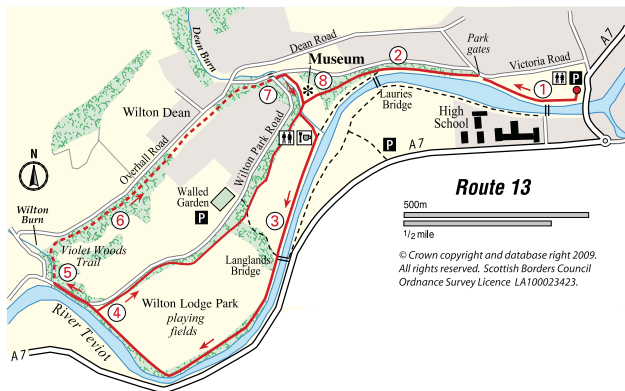 Dean Burn
Dean Road
Park
gates
A 7
Museum
2
Victoria Road
8
1
P
7
Lauries
Bridge
High
School
Wilton Dean
P
A 7
Overhall Road
Wilton Park Road
N
Route 13
Walled
Garden
3
500m
P
6
1/2 mile
Wilton
Burn
Violet Woods
Trail
Langlands
Bridge
© Crown copyright and database right 2009.
All rights reserved. Scottish Borders Council
Ordnance Survey Licence LA100023423.
5
4
Wilton Lodge Park
playing
fields
River Teviot
A 7